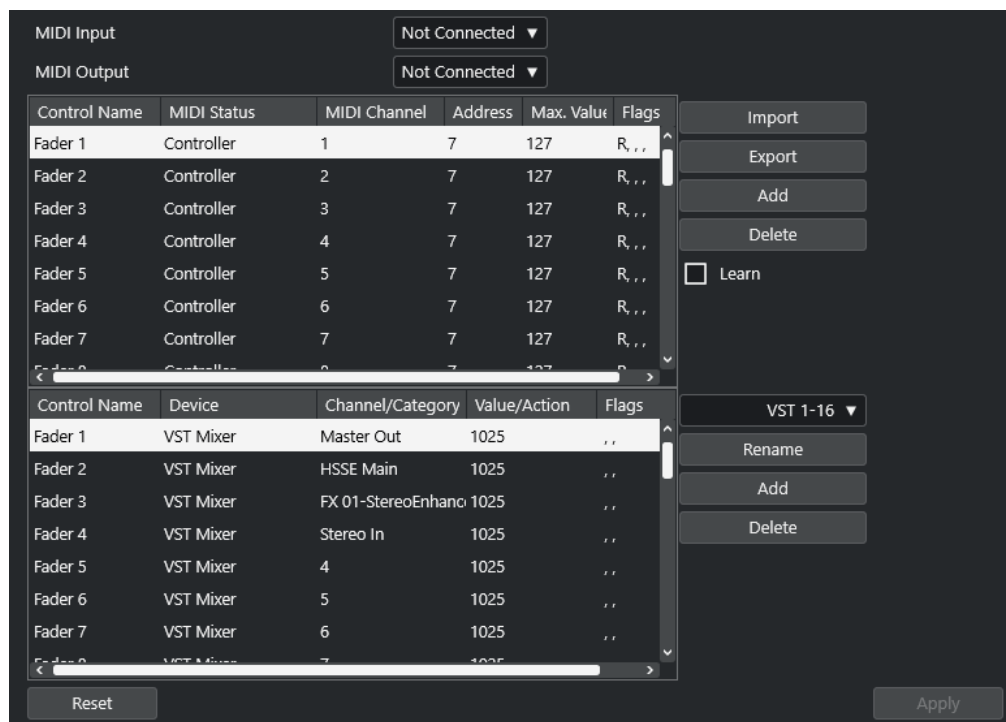 MIDI Input Not Connected ▼
MIDI Output Not Connected ▼
Control Name MIDI Status MIDI Channel Address Max. Value Flags
Fader 1 Controller 1 7 127 R, , ,
Fader 2 Controller 2 7 127 R, , ,
Fader 3 Controller 3 7 127 R, , ,
Fader 4 Controller 4 7 127 R, , ,
Fader 5 Controller 5 7 127 R, , ,
Fader 6 Controller 6 7 127 R, , ,
Fader 7 Controller 7 7 127 R, , ,
Import
Export
Add
Delete
Learn
Control Name Device Channel/Category Value/Action Flags
Fader 1 VST Mixer Master Out 1025 , ,
Fader 2 VST Mixer HSSE Main 1025 , ,
Fader 3 VST Mixer FX 01-StereoEnhanc 1025 , ,
Fader 4 VST Mixer Stereo In 1025 , ,
Fader 5 VST Mixer 4 1025 , ,
Fader 6 VST Mixer 5 1025 , ,
Fader 7 VST Mixer 6 1025 , ,
VST 1-16 ▼
Rename
Add
Delete
Reset Apply